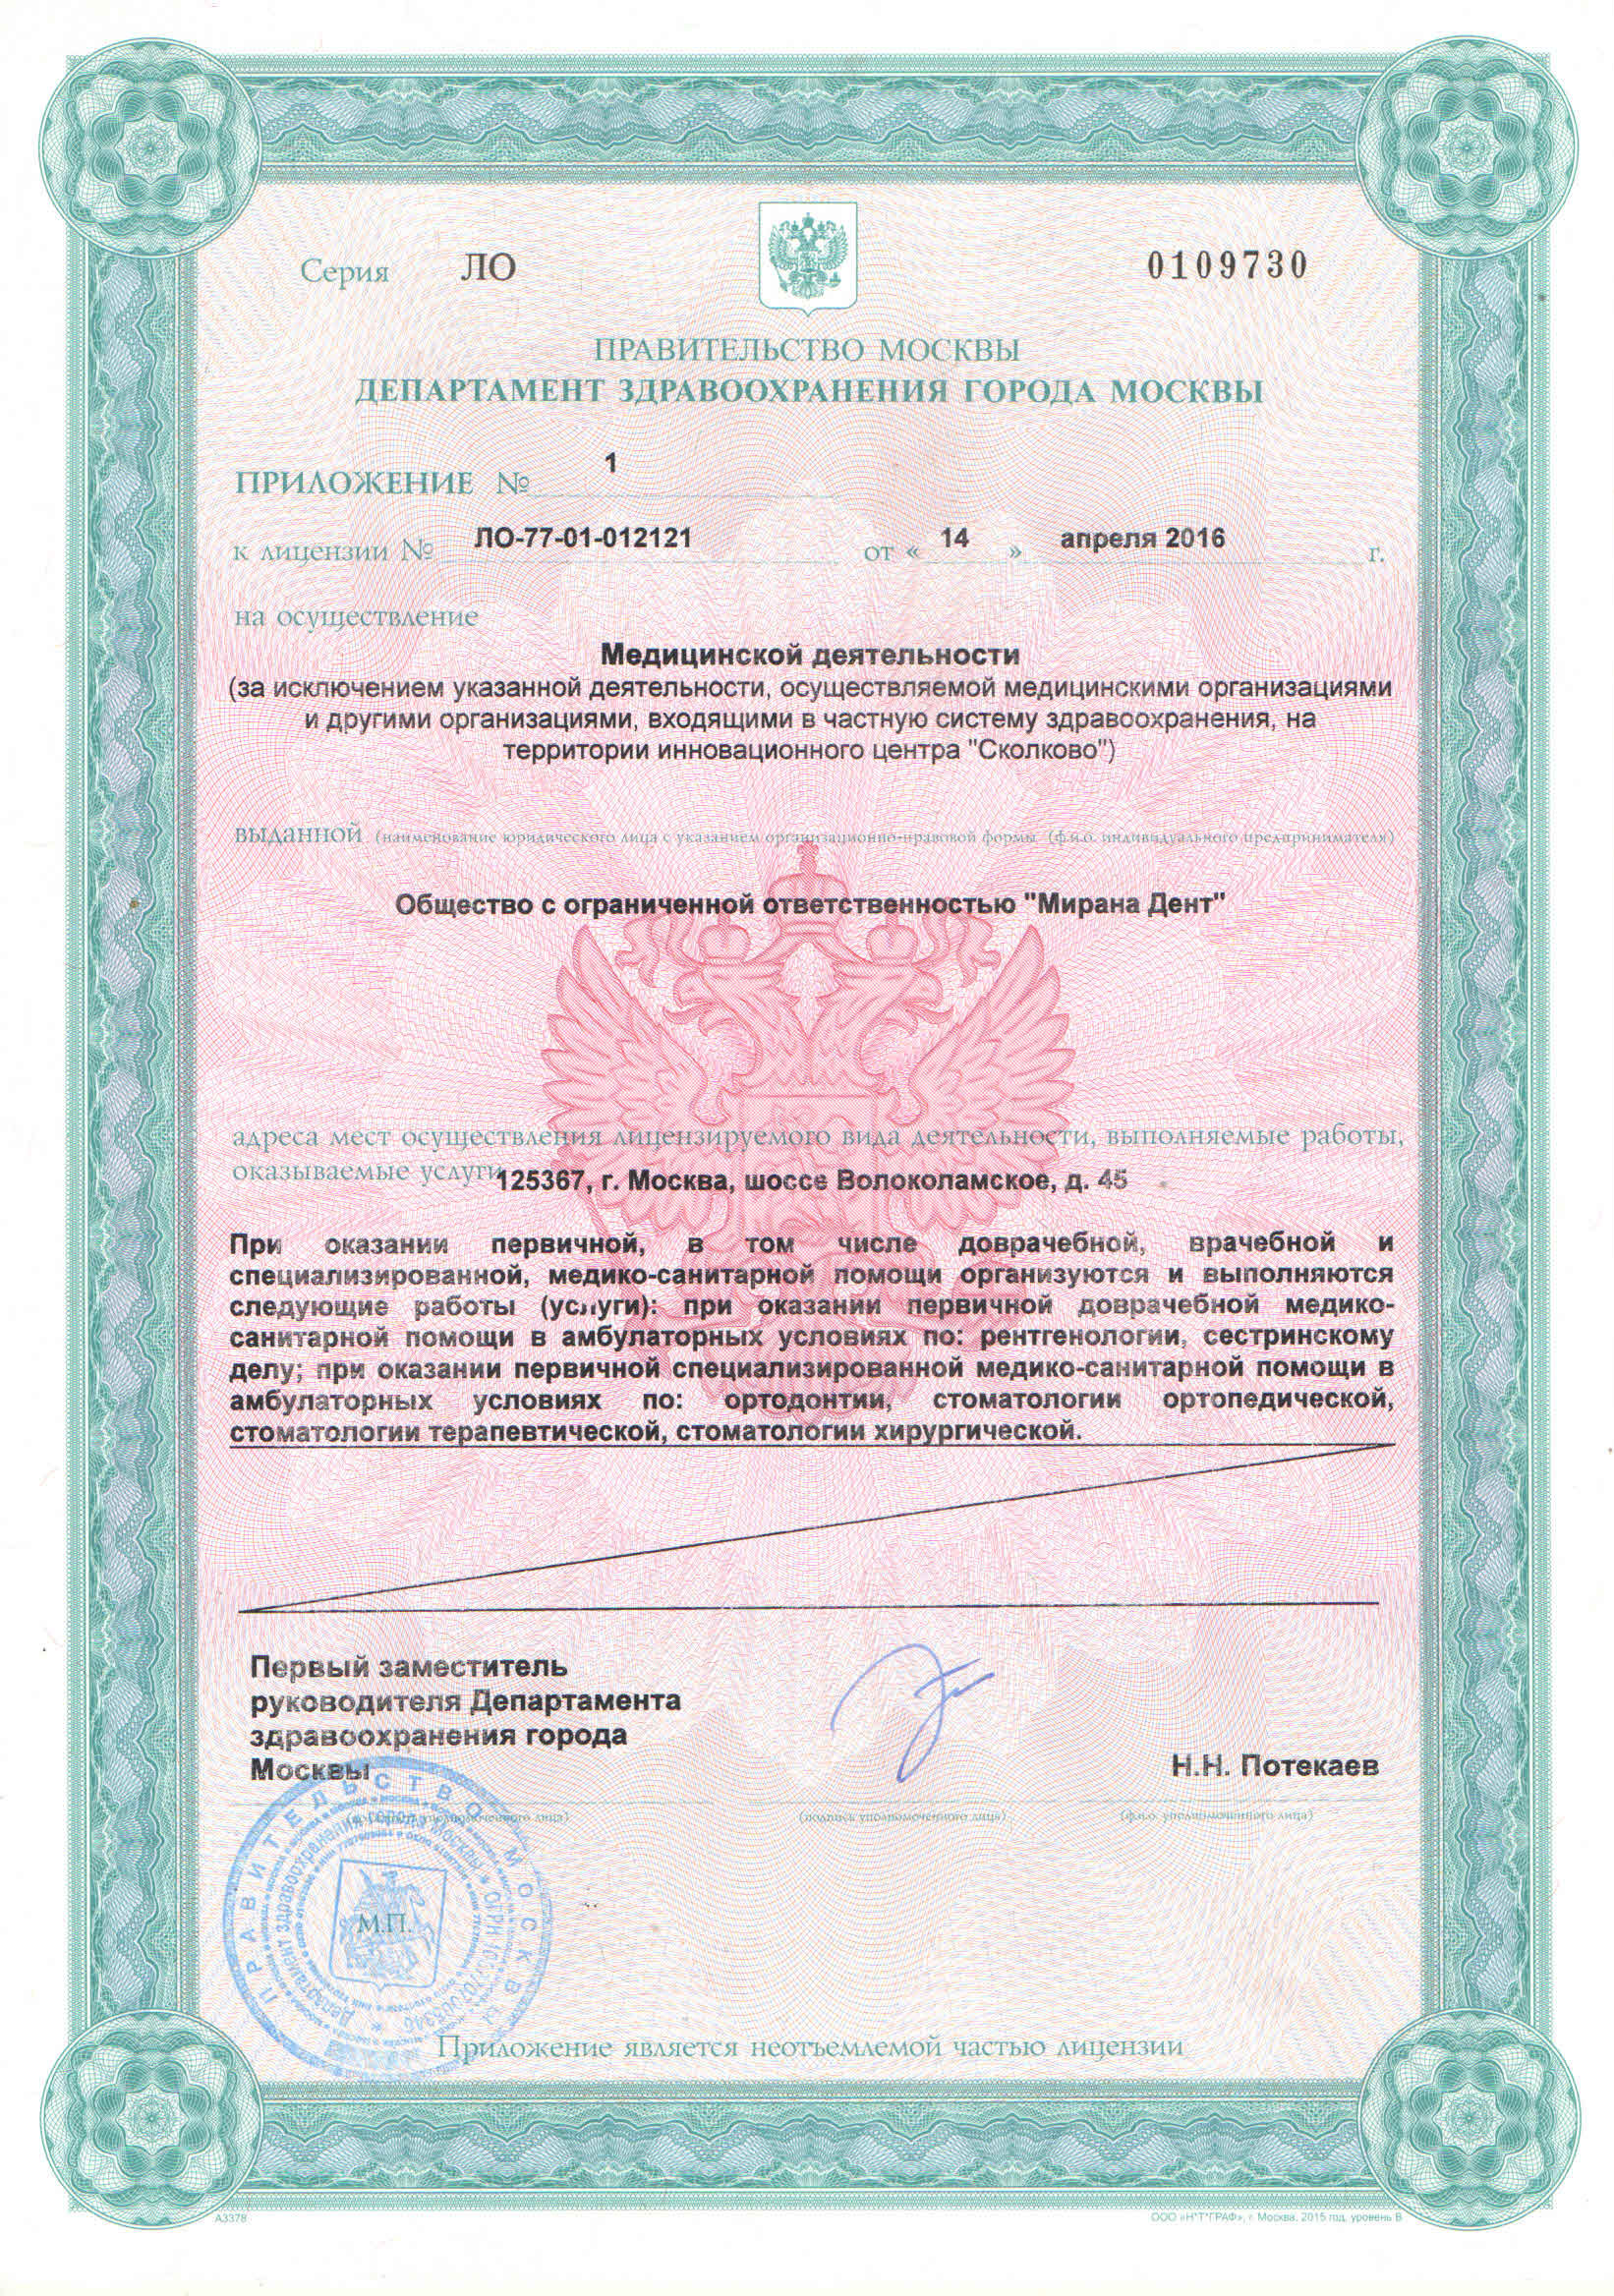 Серия ЛО 0109730
ПРАВИТЕЛЬСТВО МОСКВЫ
ДЕПАРТАМЕНТ ЗДРАВООХРАНЕНИЯ ГОРОДА МОСКВЫ
ПРИЛОЖЕНИЕ № 1
к лицензии № ЛО-77-01-012121 от « 14 » апреля 2016 г.
на осуществление
Медицинской деятельности
(за исключением указанной деятельности, осуществляемой медицинскими организациями
и другими организациями, входящими в частную систему здравоохранения, на
территории инновационного центра "Сколково")
выданной (наименование юридического лица с указанием организационно-правовой формы (ф.и.о. индивидуального предпринимателя)
Общество с ограниченной ответственностью "Мирана Дент"
адреса мест осуществления лицензируемого вида деятельности, выполняемые работы,
оказываемые услуги 125367, г. Москва, шоссе Волоколамское, д. 45
При оказании первичной, в том числе доврачебной, врачебной и
специализированной, медико-санитарной помощи организуются и выполняются
следующие работы (услуги): при оказании первичной доврачебной медико-
санитарной помощи в амбулаторных условиях по: рентгенологии, сестринскому
делу; при оказании первичной специализированной медико-санитарной помощи в
амбулаторных условиях по: ортодонтии, стоматологии ортопедической,
стоматологии терапевтической, стоматологии хирургической.
Первый заместитель
руководителя Департамента
здравоохранения города
Москвы Н.Н. Потекаев
уполномоченного лица) (подпись уполномоченного лица) (ф.и.о. уполномоченного лица)
ПРАВИТЕЛЬСТВО МОСКВЫ
Департамент здравоохранения города Москвы
М.П.
Приложение является неотъемлемой частью лицензии
А3378 ООО «Н*Т*ГРАФ», г. Москва, 2015 год, уровень В